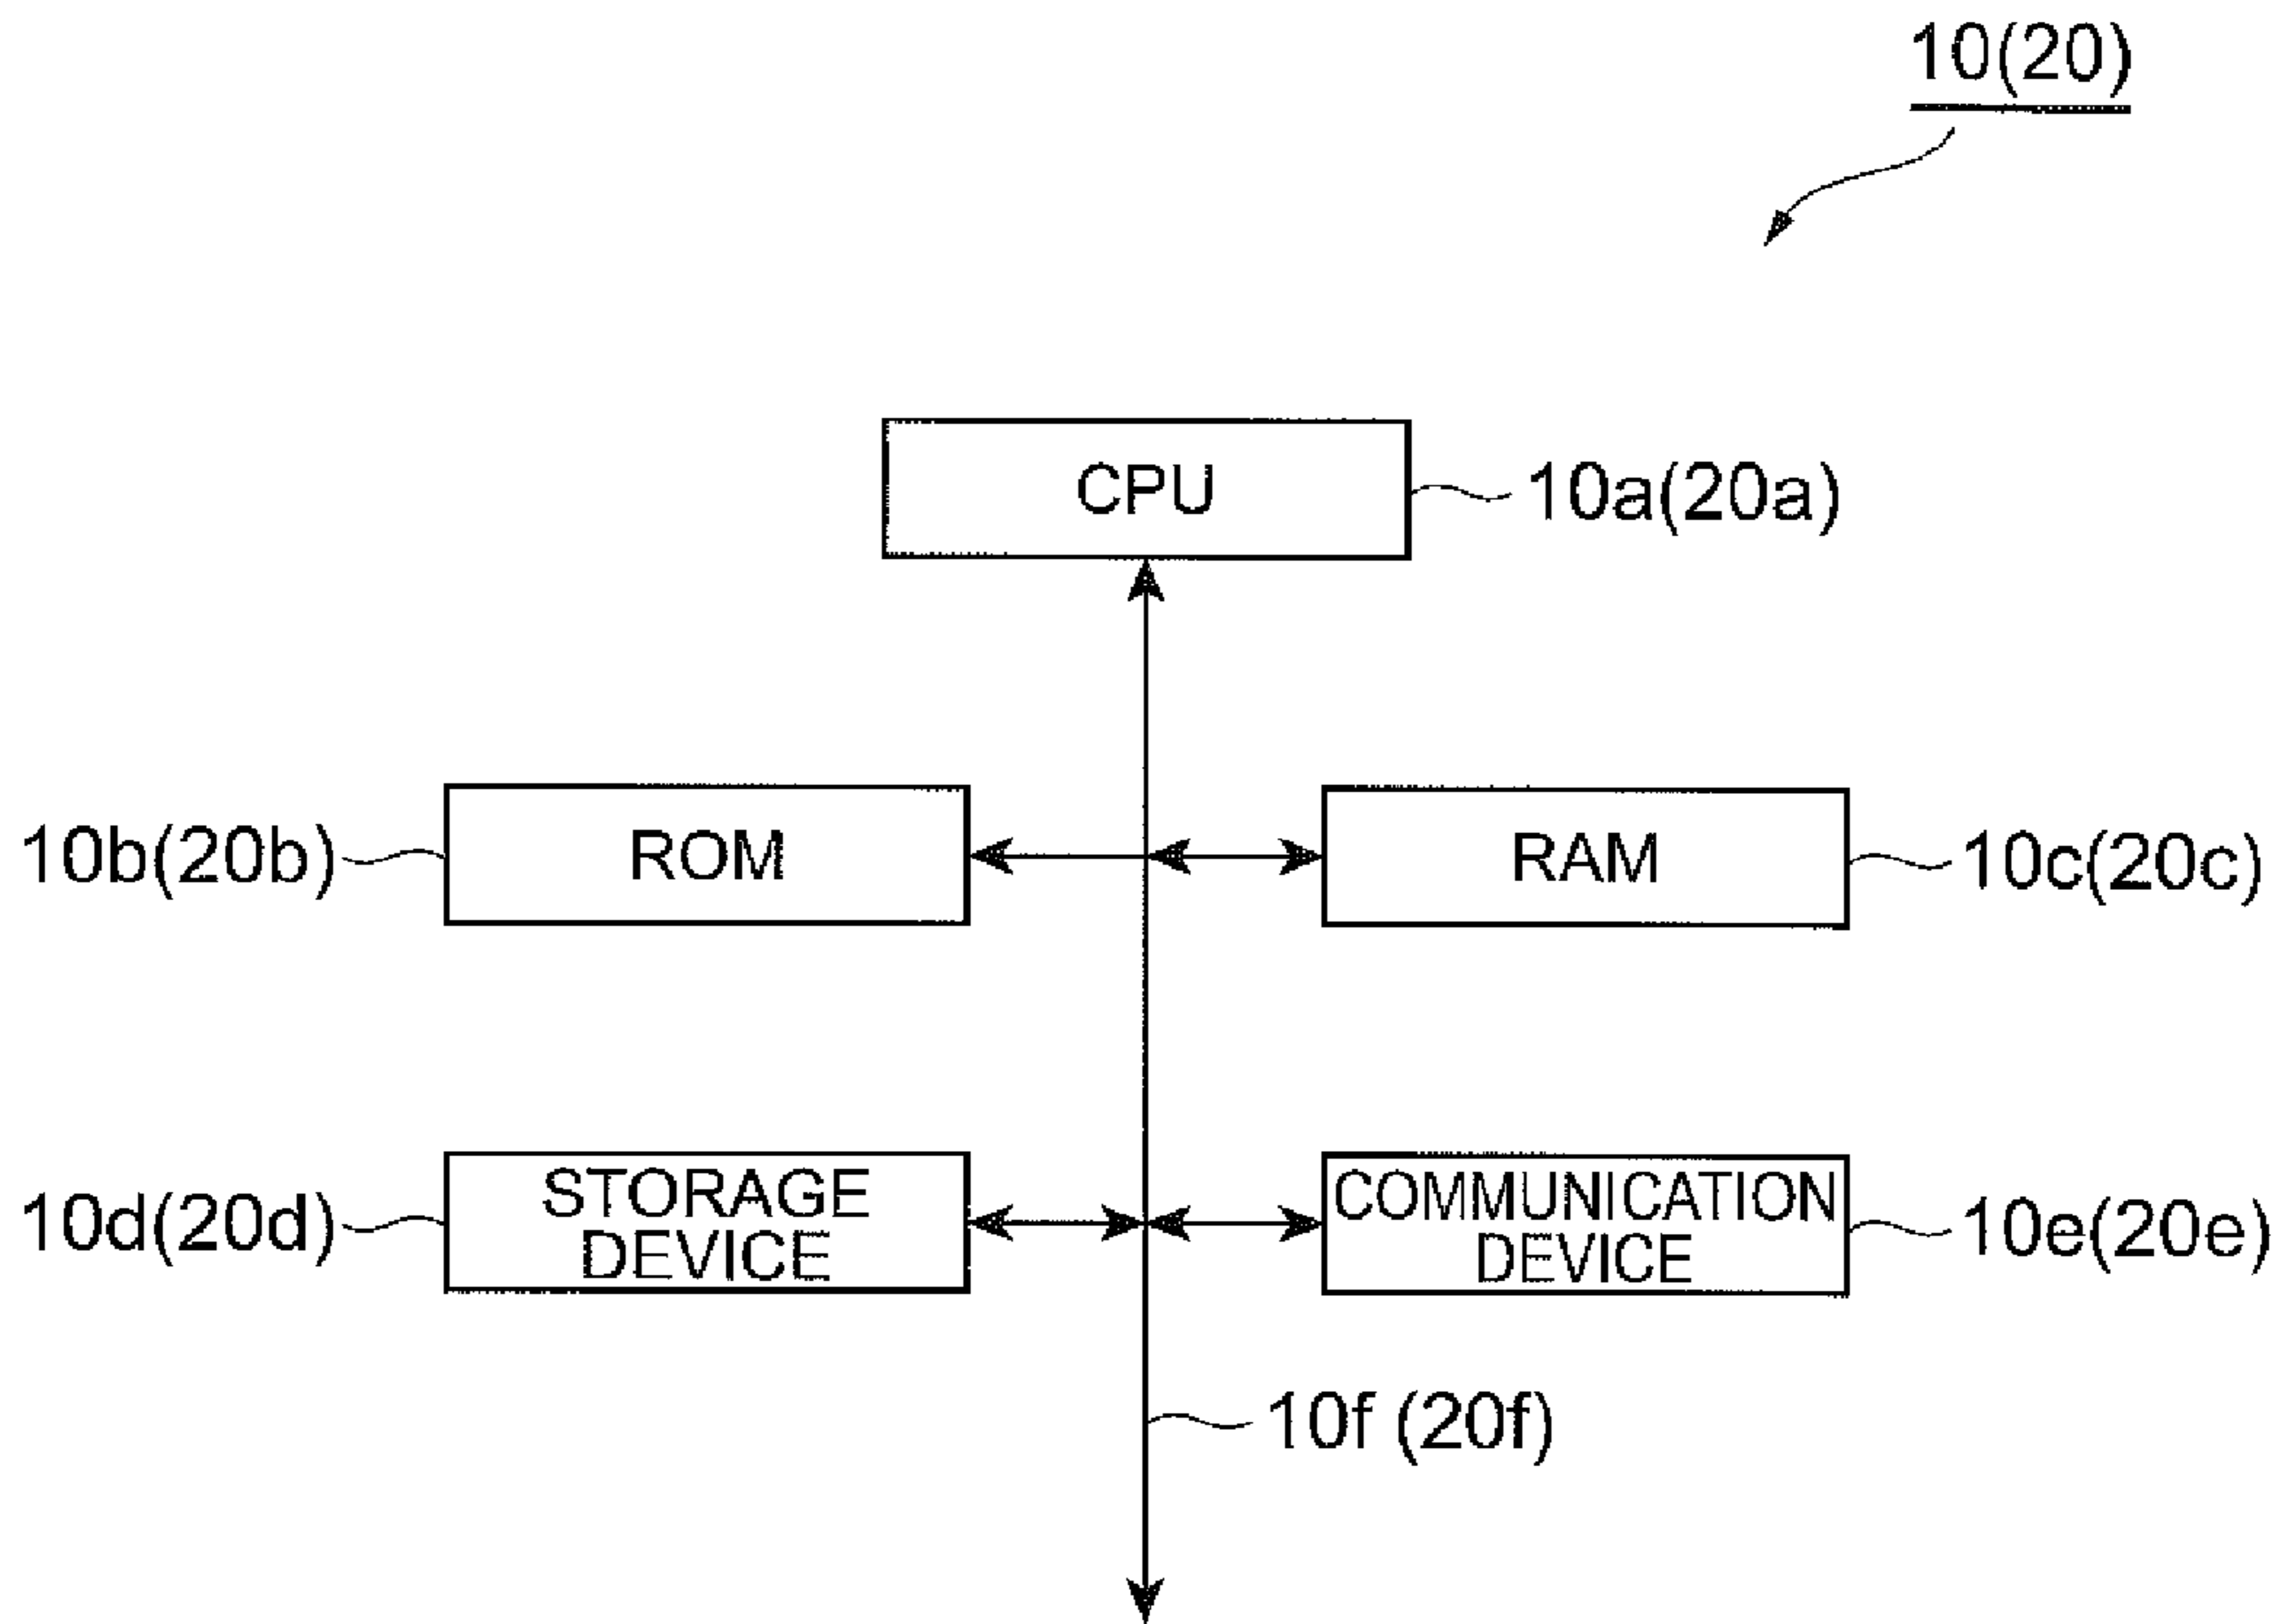 10(20)
CPU
10a(20a)
10b(20b)
ROM
RAM
10c(20c)
10d(20d)
STORAGE
DEVICE
COMMUNICATION
DEVICE
10e(20e)
10f (20f)